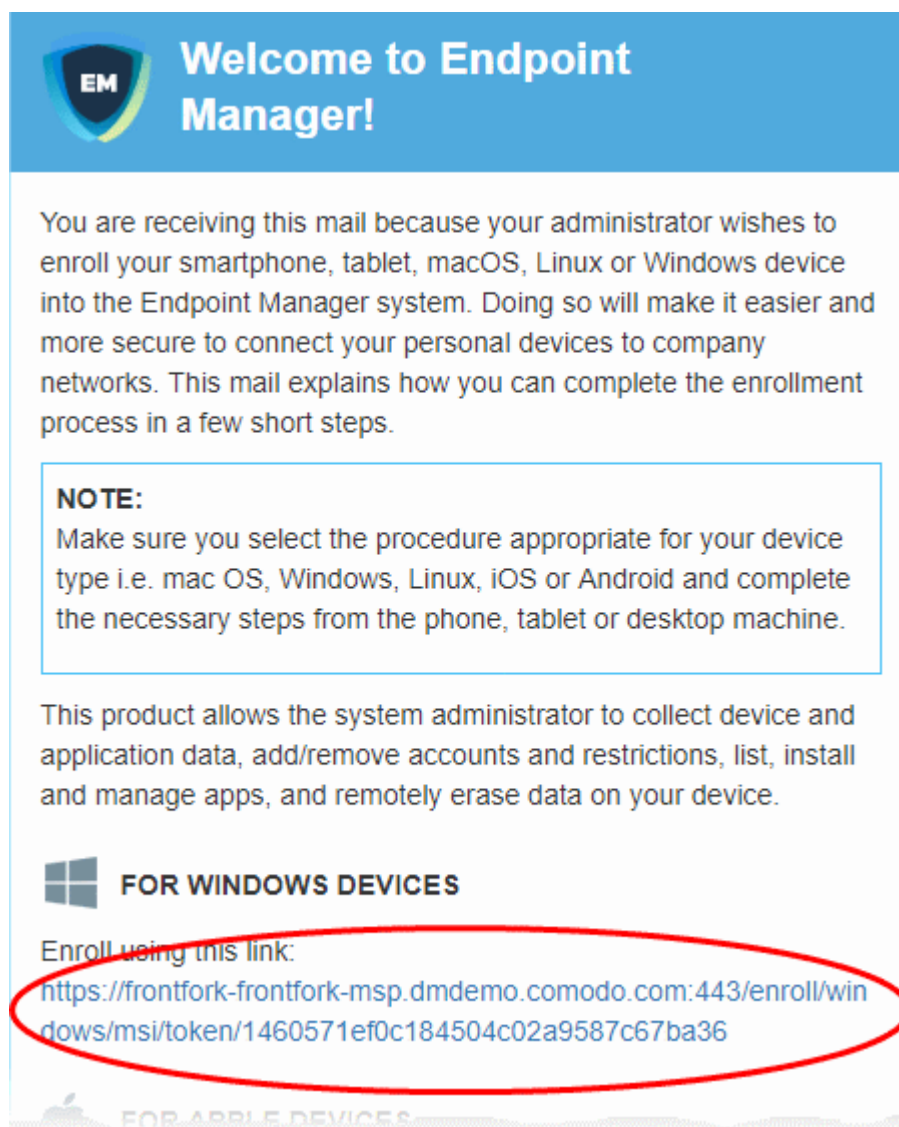 EM
Welcome to Endpoint
Manager!
You are receiving this mail because your administrator wishes to
enroll your smartphone, tablet, macOS, Linux or Windows device
into the Endpoint Manager system. Doing so will make it easier and
more secure to connect your personal devices to company
networks. This mail explains how you can complete the enrollment
process in a few short steps.
NOTE:
Make sure you select the procedure appropriate for your device
type i.e. mac OS, Windows, Linux, iOS or Android and complete
the necessary steps from the phone, tablet or desktop machine.
This product allows the system administrator to collect device and
application data, add/remove accounts and restrictions, list, install
and manage apps, and remotely erase data on your device.
FOR WINDOWS DEVICES
Enroll using this link:
https://frontfork-frontfork-msp.dmdemo.comodo.com:443/enroll/win
dows/msi/token/1460571ef0c184504c02a9587c67ba36
FOR APPLE DEVICES